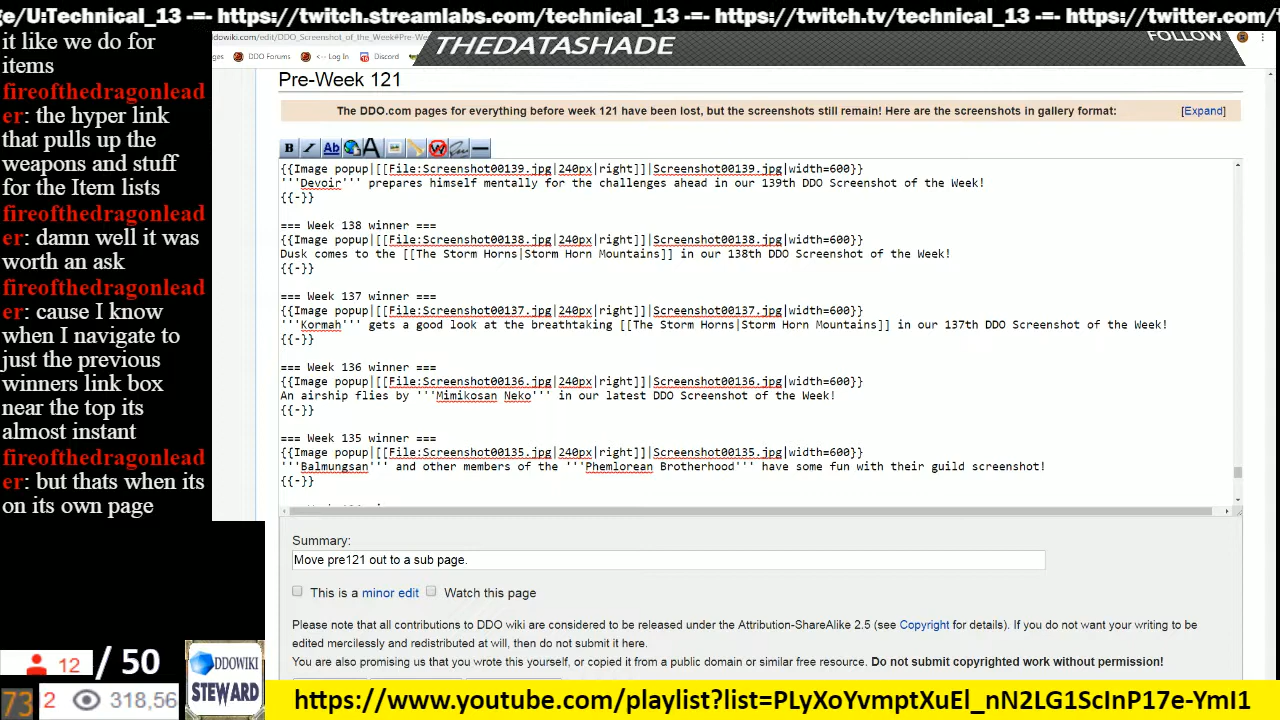 e/U:Technical_13 -=- https://twitch.streamlabs.com/technical_13 -=- https://twitch.tv/technical_13 -=- https://twitter.com/
ddowiki.com/edit/DDO_Screenshot_of_the_Week#Pre-We
THEDATASHADE
FOLLOW
ges DDO Forums <-- Log In Discord
it like we do for
items
fireofthedragonlead
er: the hyper link
that pulls up the
weapons and stuff
for the Item lists
fireofthedragonlead
er: damn well it was
worth an ask
fireofthedragonlead
er: cause I know
when I navigate to
just the previous
winners link box
near the top its
almost instant
fireofthedragonlead
er: but thats when its
on its own page
Pre-Week 121
The DDO.com pages for everything before week 121 have been lost, but the screenshots still remain! Here are the screenshots in gallery format: [Expand]
B I Ab A W
{{Image popup|[[File:Screenshot00139.jpg|240px|right]]|Screenshot00139.jpg|width=600}}
'''Devoir''' prepares himself mentally for the challenges ahead in our 139th DDO Screenshot of the Week!
{{-}}
=== Week 138 winner ===
{{Image popup|[[File:Screenshot00138.jpg|240px|right]]|Screenshot00138.jpg|width=600}}
Dusk comes to the [[The Storm Horns|Storm Horn Mountains]] in our 138th DDO Screenshot of the Week!
{{-}}
=== Week 137 winner ===
{{Image popup|[[File:Screenshot00137.jpg|240px|right]]|Screenshot00137.jpg|width=600}}
'''Kormah''' gets a good look at the breathtaking [[The Storm Horns|Storm Horn Mountains]] in our 137th DDO Screenshot of the Week!
{{-}}
=== Week 136 winner ===
{{Image popup|[[File:Screenshot00136.jpg|240px|right]]|Screenshot00136.jpg|width=600}}
An airship flies by '''Mimikosan Neko''' in our latest DDO Screenshot of the Week!
{{-}}
=== Week 135 winner ===
{{Image popup|[[File:Screenshot00135.jpg|240px|right]]|Screenshot00135.jpg|width=600}}
'''Balmungsan''' and other members of the '''Phemlorean Brotherhood''' have some fun with their guild screenshot!
{{-}}
Summary:
Move pre121 out to a sub page.
This is a minor edit Watch this page
Please note that all contributions to DDO wiki are considered to be released under the Attribution-ShareAlike 2.5 (see Copyright for details). If you do not want your writing to be
edited mercilessly and redistributed at will, then do not submit it here.
You are also promising us that you wrote this yourself, or copied it from a public domain or similar free resource. Do not submit copyrighted work without permission!
12 / 50
73 2 318,56
DDOWIKI
STEWARD
https://www.youtube.com/playlist?list=PLyXoYvmptXuEl_nN2LG1ScInP17e-YmI1